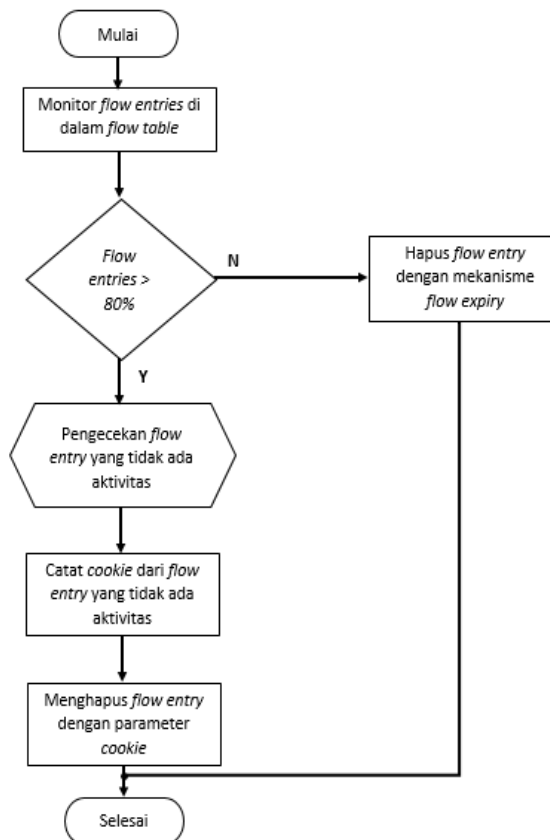 Mulai
Monitor flow entries di
dalam flow table
Flow
entries >
80%
N
Hapus flow entry
dengan mekanisme
flow expiry
Y
Pengecekan flow
entry yang tidak ada
aktivitas
Catat cookie dari flow
entry yang tidak ada
aktivitas
Menghapus flow entry
dengan parameter
cookie
Selesai